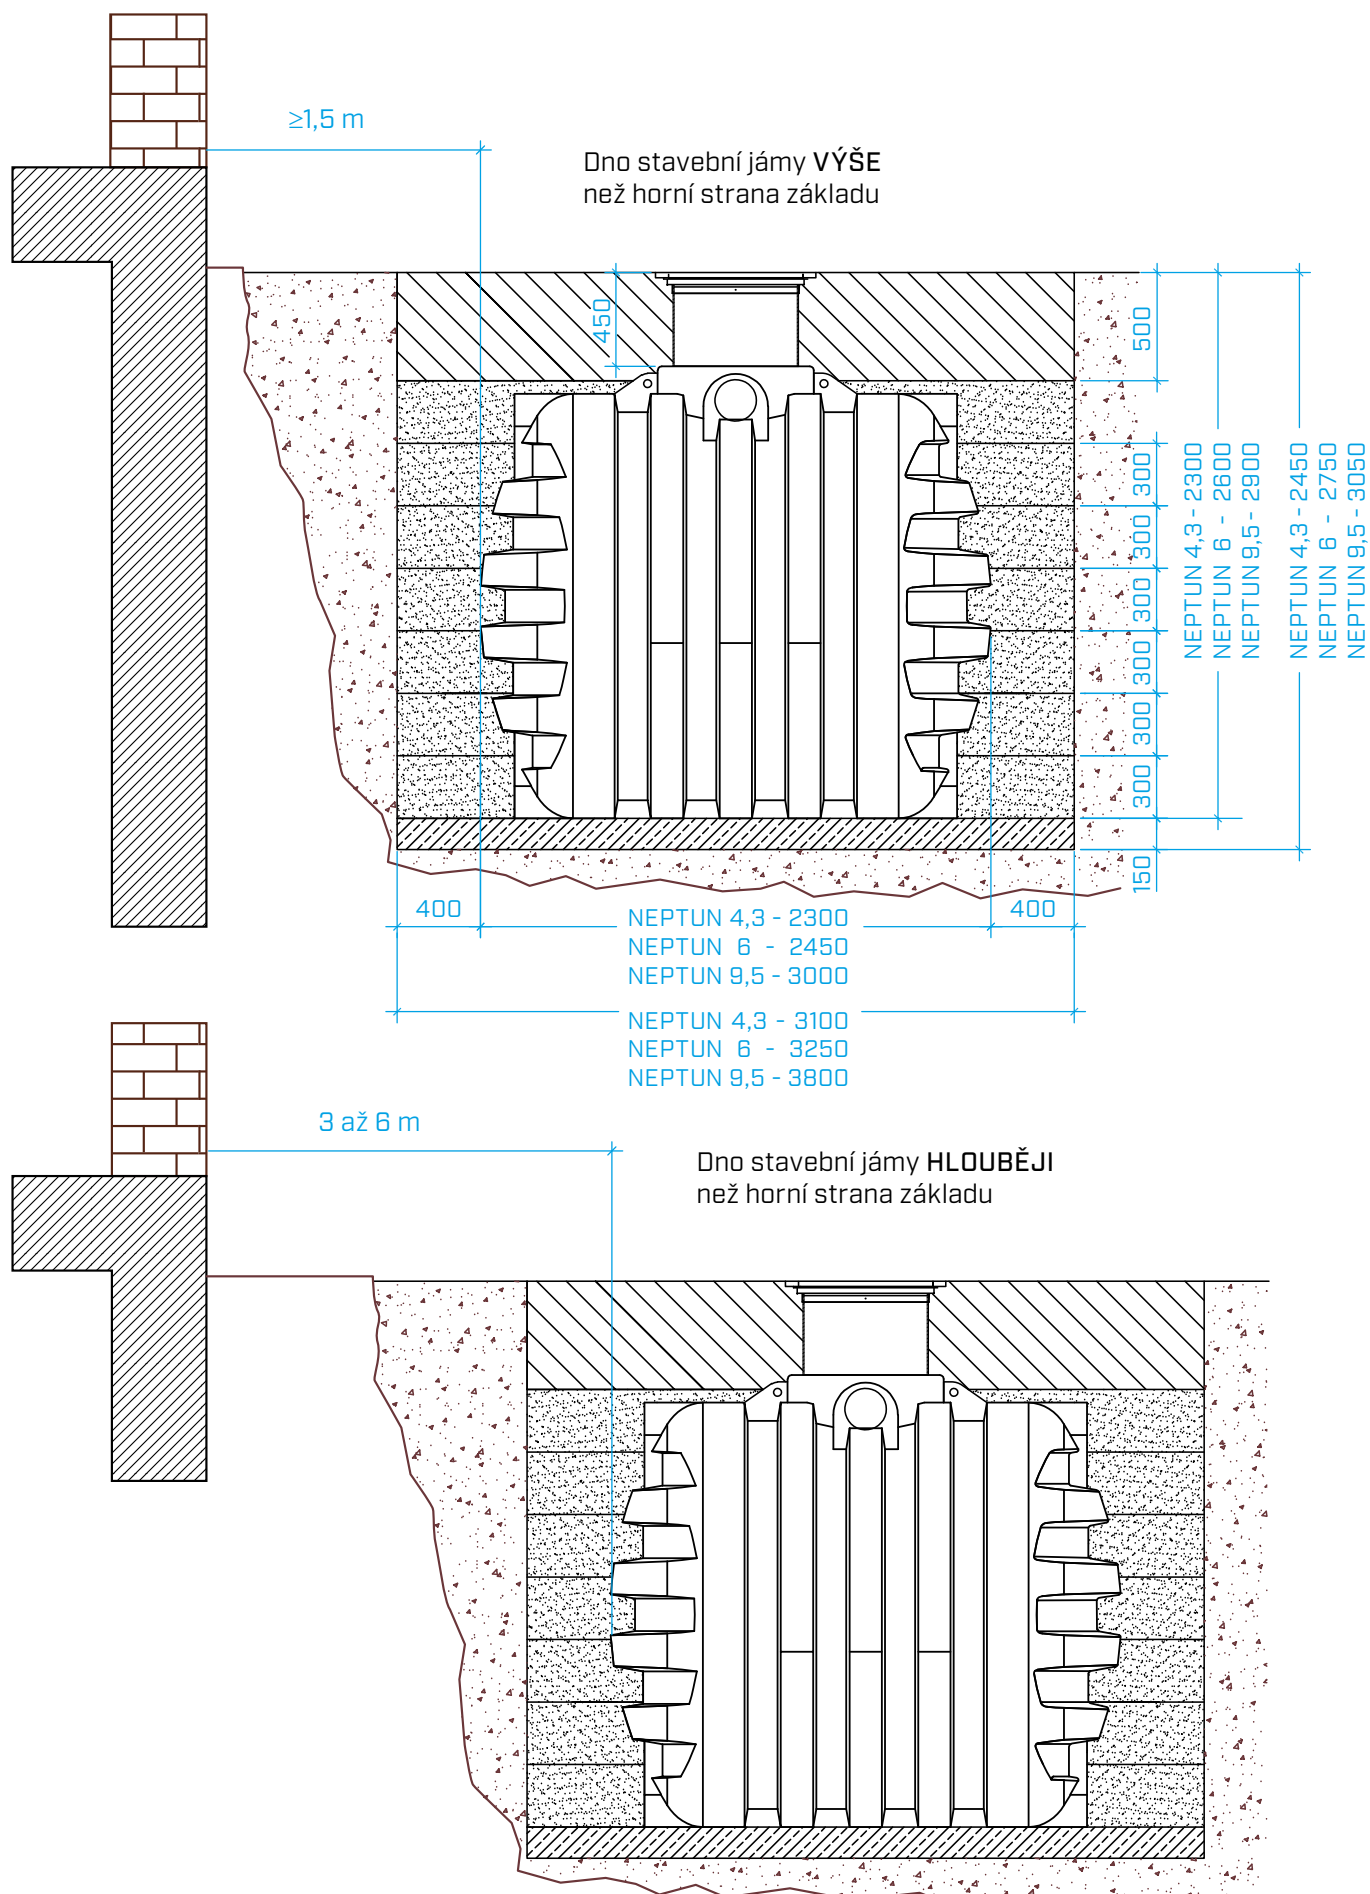 ≥1,5 m
Dno stavební jámy VÝŠE
než horní strana základu
450
500
300
300
300
300
300
300
150
NEPTUN 4,3 - 2300
NEPTUN 6 - 2600
NEPTUN 9,5 - 2900
NEPTUN 4,3 - 2450
NEPTUN 6 - 2750
NEPTUN 9,5 - 3050
400
NEPTUN 4,3 - 2300
NEPTUN 6 - 2450
NEPTUN 9,5 - 3000
400
NEPTUN 4,3 - 3100
NEPTUN 6 - 3250
NEPTUN 9,5 - 3800
3 až 6 m
Dno stavební jámy HLOUBĚJI
než horní strana základu